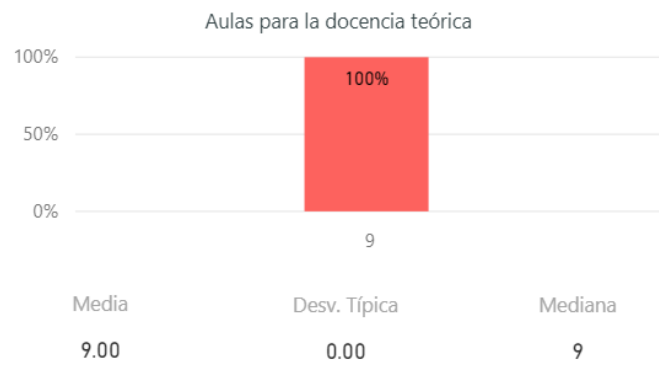 Aulas para la docencia teórica
100%
100%
50%
0%
9
Media Desv. Típica Mediana
9.00 0.00 9